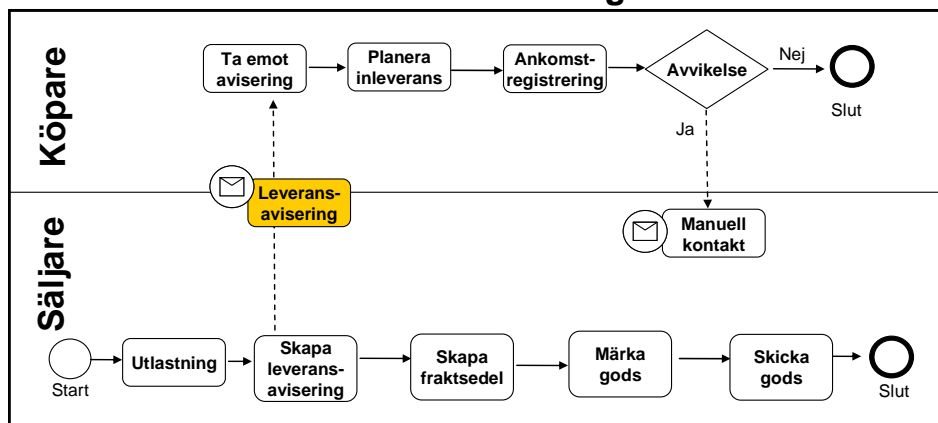 Köpare
Ta emot
avisering
Planera
inleverans
Ankomst-
registrering
Avvikelse
Nej
Slut
Ja
Leverans-
avisering
Manuell
kontakt
Säljare
Start
Utlastning
Skapa
leverans-
avisering
Skapa
fraktsedel
Märka
gods
Skicka
gods
Slut